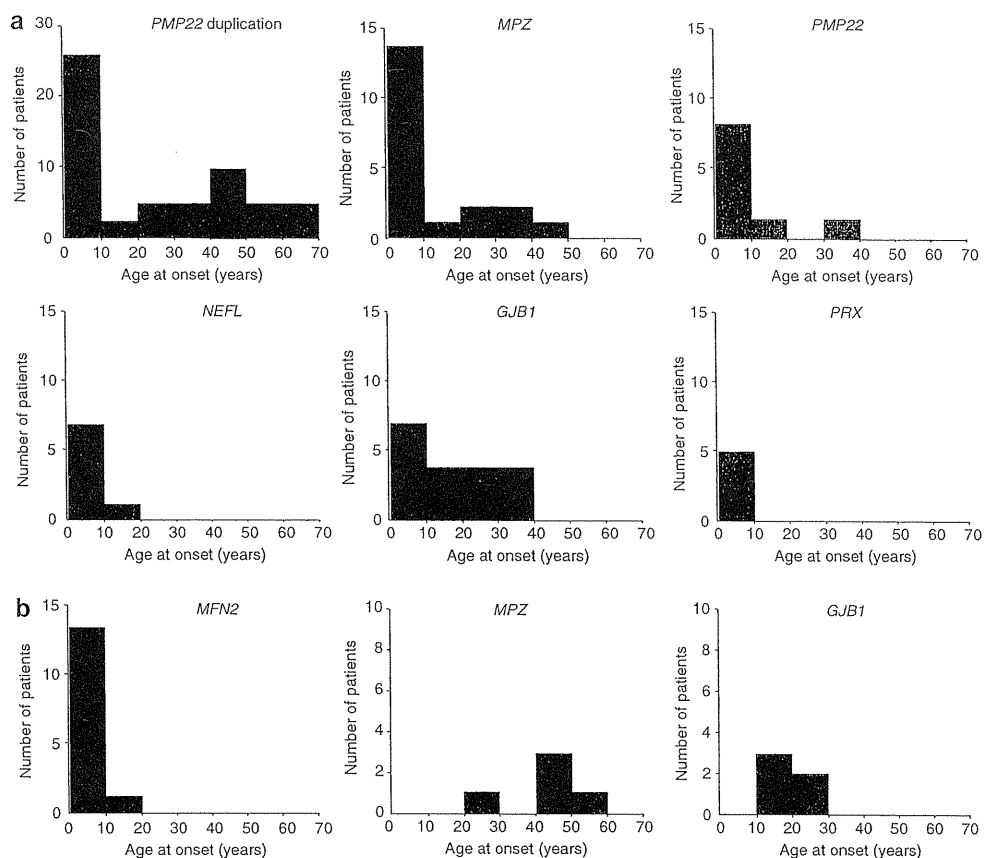 a
PMP22 duplication
Number of patients
30
20
10
0
0 10 20 30 40 50 60 70
Age at onset (years)
MPZ
Number of patients
15
10
5
0
0 10 20 30 40 50 60 70
Age at onset (years)
PMP22
Number of patients
15
10
5
0
0 10 20 30 40 50 60 70
Age at onset (years)
NEFL
Number of patients
15
10
5
0
0 10 20 30 40 50 60 70
Age at onset (years)
GJB1
Number of patients
15
10
5
0
0 10 20 30 40 50 60 70
Age at onset (years)
PRX
Number of patients
15
10
5
0
0 10 20 30 40 50 60 70
Age at onset (years)
b
MFN2
Number of patients
15
10
5
0
0 10 20 30 40 50 60 70
Age at onset (years)
MPZ
Number of patients
10
8
6
4
2
0
0 10 20 30 40 50 60 70
Age at onset (years)
GJB1
Number of patients
10
8
6
4
2
0
0 10 20 30 40 50 60 70
Age at onset (years)